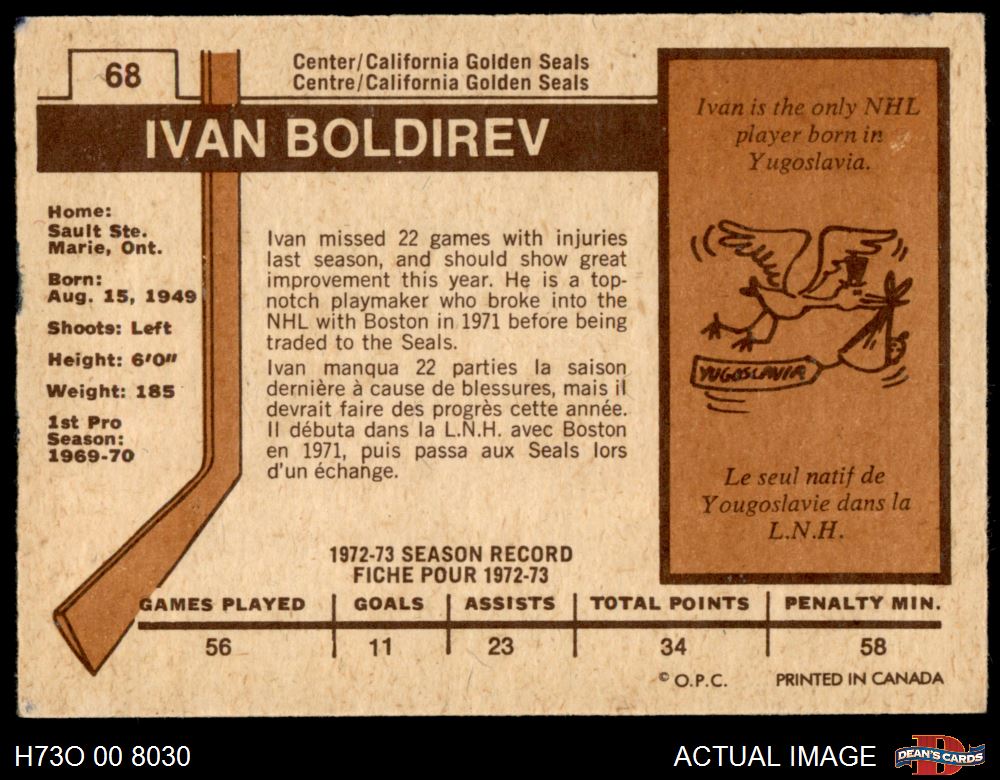 68
Center/California Golden Seals
Centre/California Golden Seals
IVAN BOLDIREV
Home:
Sault Ste.
Marie, Ont.
Born:
Aug. 15, 1949
Shoots: Left
Height: 6'0"
Weight: 185
1st Pro
Season:
1969-70
Ivan missed 22 games with injuries
last season, and should show great
improvement this year. He is a top-
notch playmaker who broke into the
NHL with Boston in 1971 before being
traded to the Seals.
Ivan manqua 22 parties la saison
dernière à cause de blessures, mais il
devrait faire des progrès cette année.
Il débuta dans la L.N.H. avec Boston
en 1971, puis passa aux Seals lors
d'un échange.
Ivan is the only NHL
player born in
Yugoslavia.
YUGOSLAVIA
Le seul natif de
Yougoslavie dans la
L.N.H.
1972-73 SEASON RECORD
FICHE POUR 1972-73
GAMES PLAYED GOALS ASSISTS TOTAL POINTS PENALTY MIN.
56 11 23 34 58
© O.P.C. PRINTED IN CANADA
H73O 00 8030
ACTUAL IMAGE
D
DEAN'S CARDS